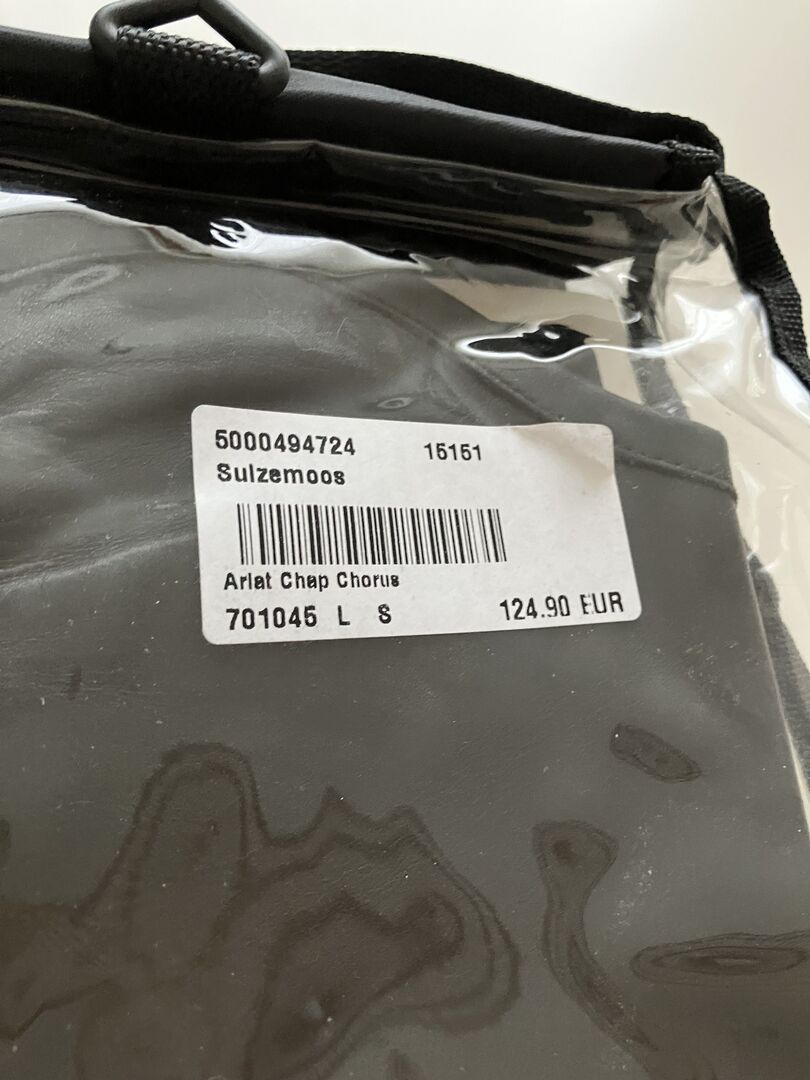 5000494724 15151
Sulzemoos
Ariat Chap Chorus
701045 L S 124.90 EUR